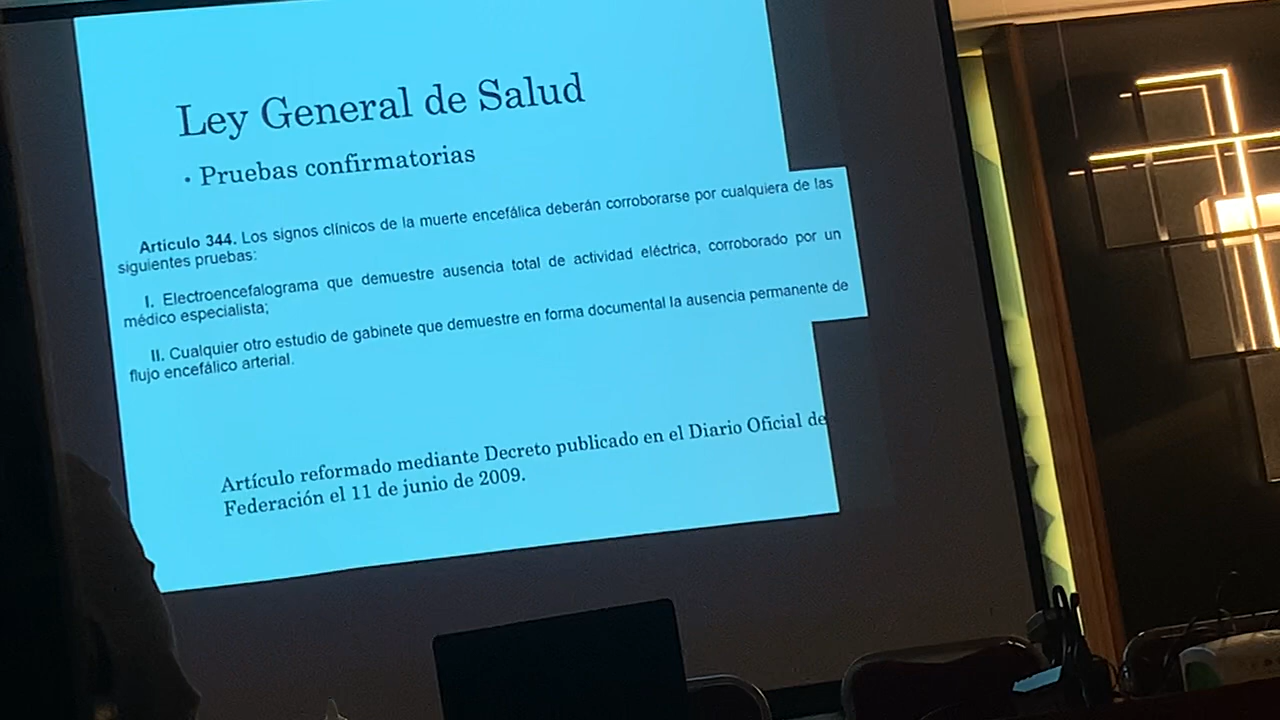 Ley General de Salud
• Pruebas confirmatorias
Articulo 344. Los signos clínicos de la muerte encefálica deberán corroborarse por cualquiera de las
siguientes pruebas:
I. Electroencefalograma que demuestre ausencia total de actividad eléctrica, corroborado por un
médico especialista;
II. Cualquier otro estudio de gabinete que demuestre en forma documental la ausencia permanente de
flujo encefálico arterial.
Artículo reformado mediante Decreto publicado en el Diario Oficial de
Federación el 11 de junio de 2009.